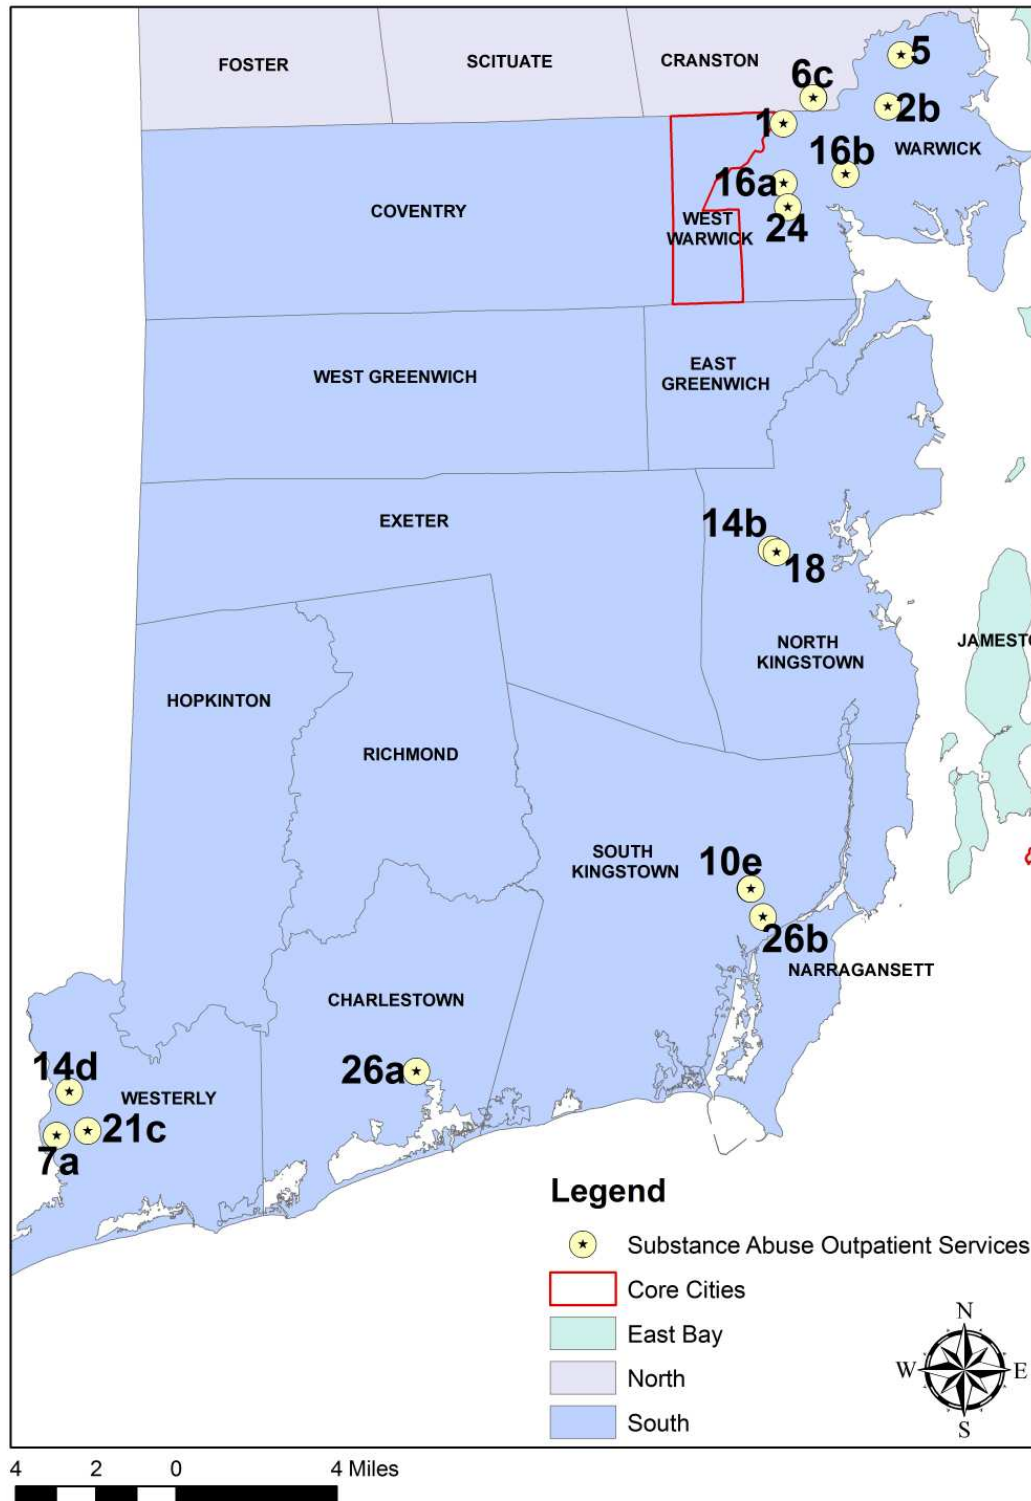 FOSTER
SCITUATE
CRANSTON
5
6c
2b
1
WARWICK
16b
16a
COVENTRY
WEST
WARWICK
24
WEST GREENWICH
EAST
GREENWICH
EXETER
14b
18
NORTH
KINGSTOWN
JAMESTO
HOPKINTON
RICHMOND
SOUTH
KINGSTOWN
10e
26b
NARRAGANSETT
CHARLESTOWN
26a
14d
WESTERLY
21c
7a
Legend
Substance Abuse Outpatient Services
Core Cities
East Bay
North
South
N
W E
S
4 2 0 4 Miles